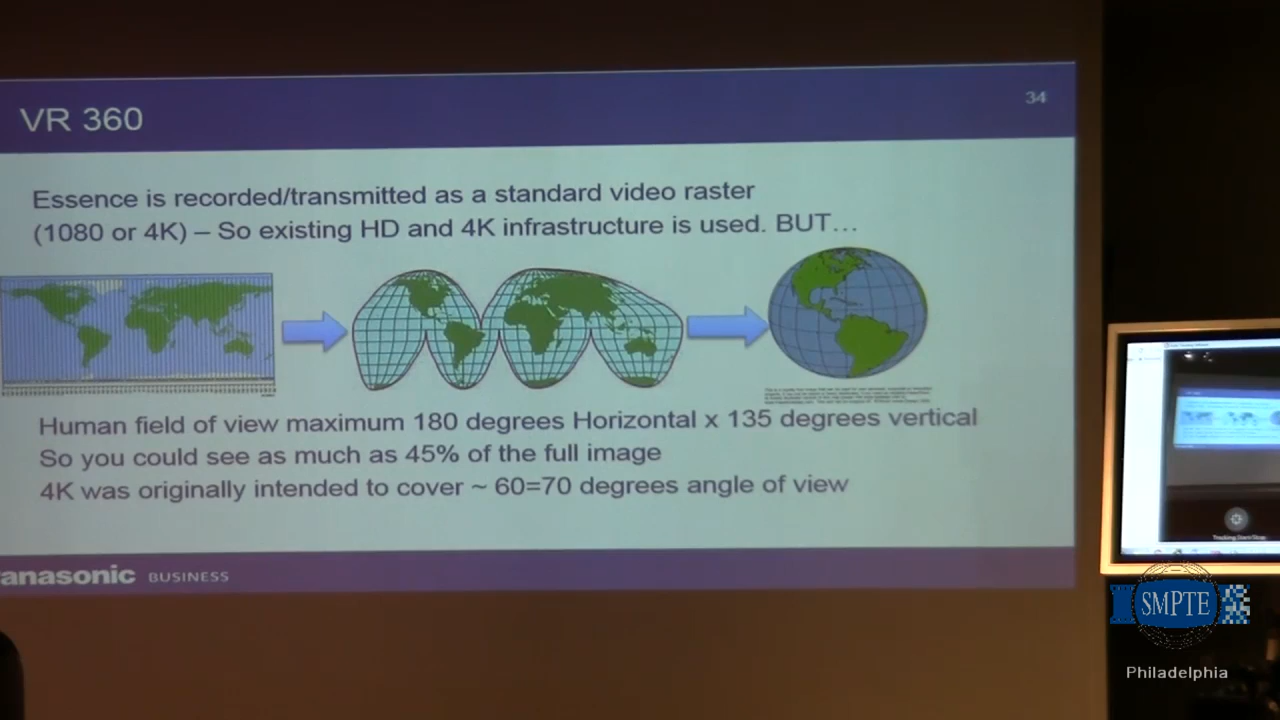 VR 360
34
Essence is recorded/transmitted as a standard video raster
(1080 or 4K) – So existing HD and 4K infrastructure is used. BUT…
Human field of view maximum 180 degrees Horizontal x 135 degrees vertical
So you could see as much as 45% of the full image
4K was originally intended to cover ~ 60=70 degrees angle of view
anasonic BUSINESS
SMPTE
Philadelphia